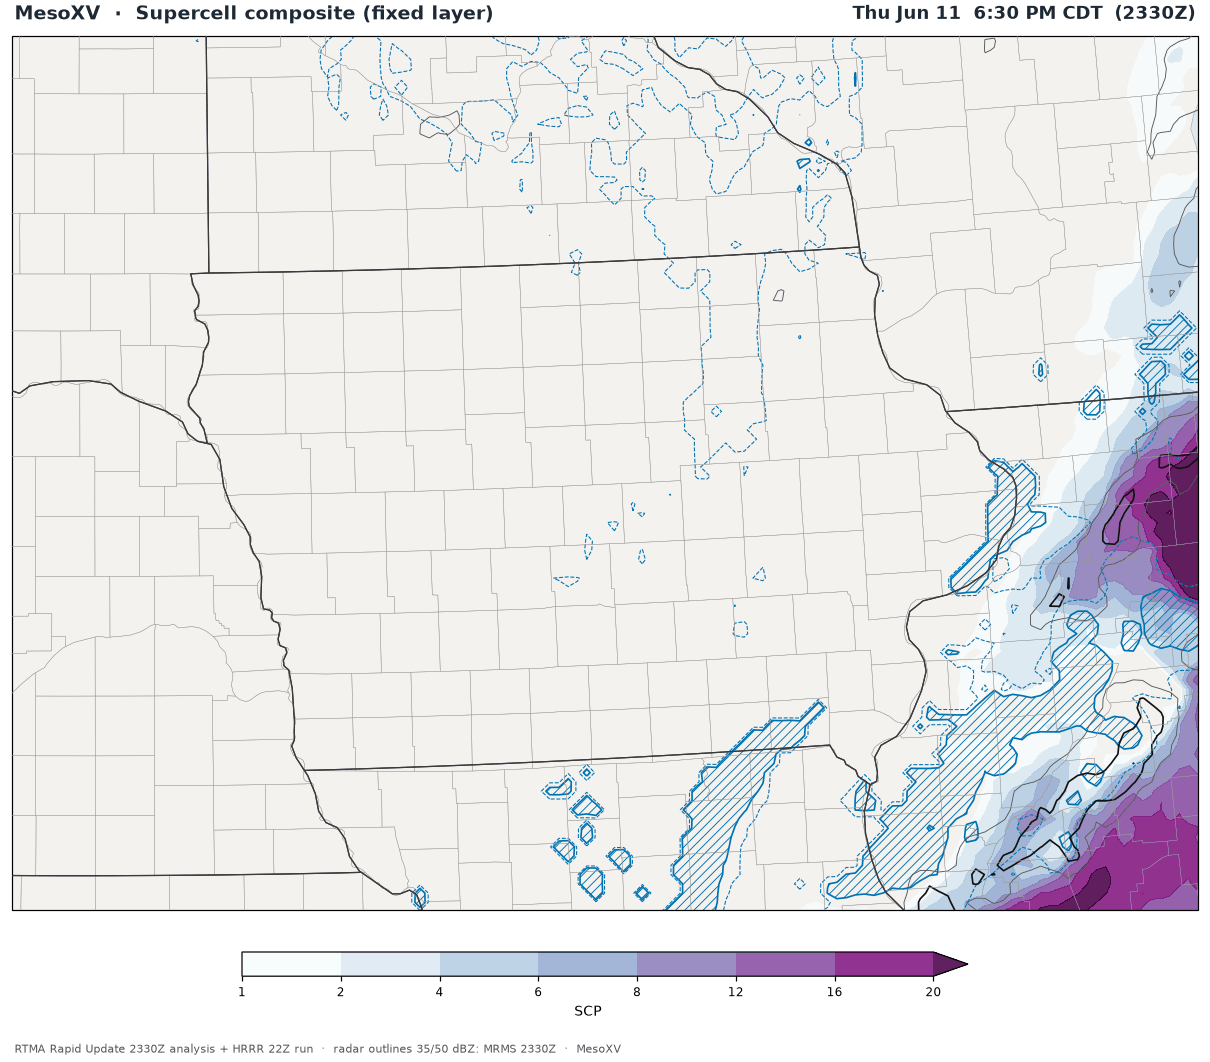 MesoXV · Supercell composite (fixed layer)
Thu Jun 11 6:30 PM CDT (2330Z)
1 2 4 6 8 12 16 20
SCP
RTMA Rapid Update 2330Z analysis + HRRR 22Z run · radar outlines 35/50 dBZ: MRMS 2330Z · MesoXV